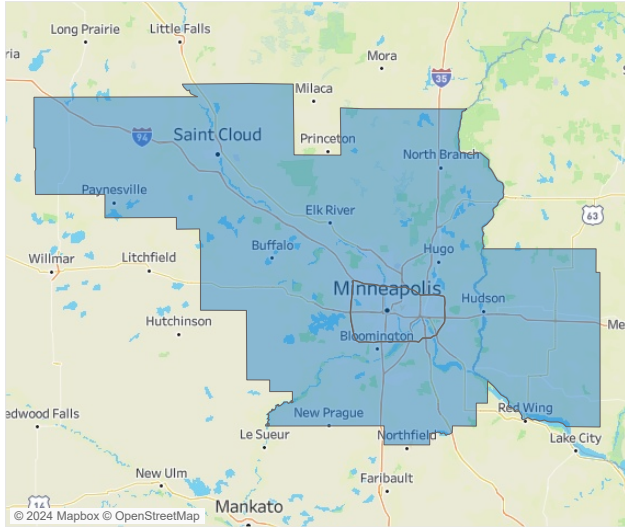 Long Prairie
Little Falls
Mora
35
Milaca
94
Saint Cloud
Princeton
North Branch
Paynesville
Elk River
63
Buffalo
Hugo
Willmar
Litchfield
Minneapolis
Hudson
Hutchinson
Bloomington
Me
edwood Falls
New Prague
Red Wing
Le Sueur
Northfield
Lake City
New Ulm
Faribault
16
Mankato
© 2024 Mapbox © OpenStreetMap